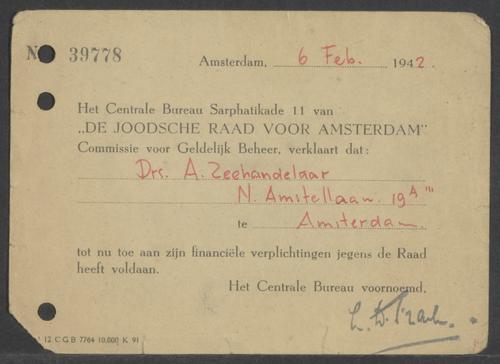 No 39778
Amsterdam, 6 Feb. 1942.
Het Centrale Bureau Sarphatikade 11 van
„DE JOODSCHE RAAD VOOR AMSTERDAM"
Commissie voor Geldelijk Beheer, verklaart dat:
Drs. A. Zeehandelaar
N. Amstellaan. 19A III
te Amsterdam.
tot nu toe aan zijn financiële verplichtingen jegens de Raad
heeft voldaan.
Het Centrale Bureau voornoemd,
12 C G B 7764 10.000 K 91